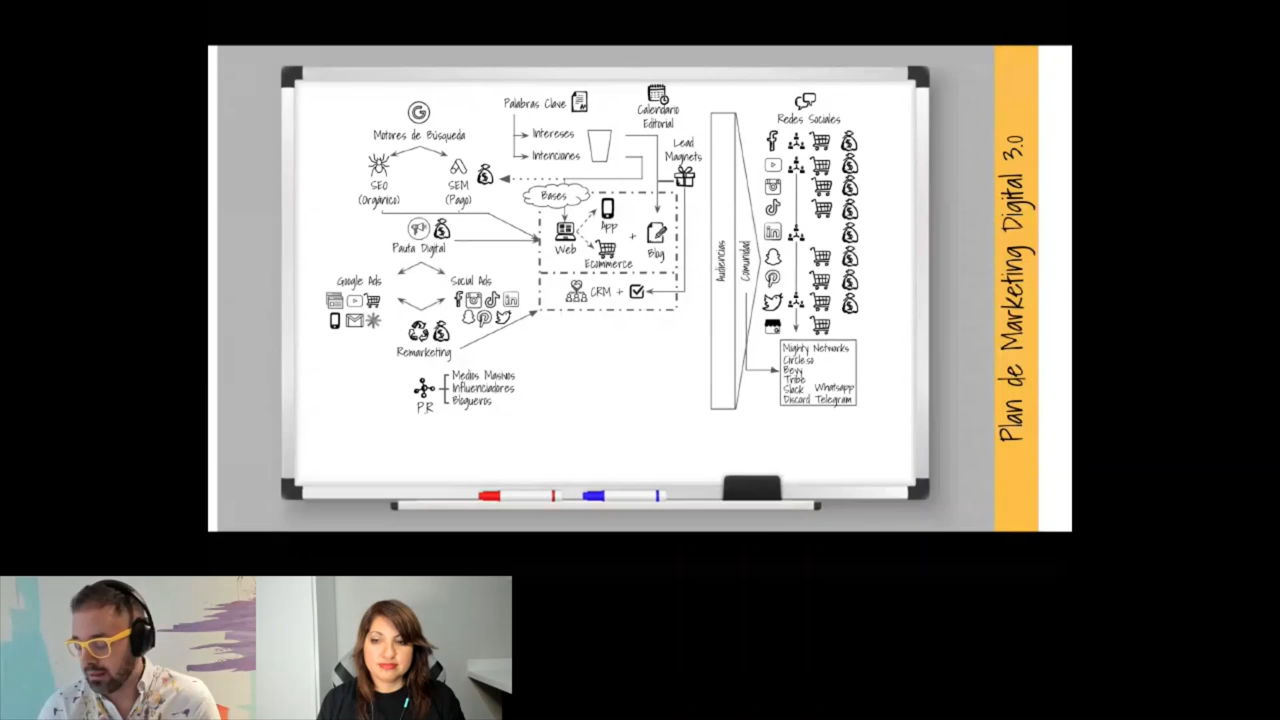 Palabras Clave
Calendario
Editorial
Redes Sociales
Motores de Búsqueda
Intereses
Intenciones
Lead
Magnets
SEO
(Orgánico)
SEM
(Pago)
Bases
App
Web
+
Blog
Ecommerce
Pauta Digital
Google Ads
Social Ads
CRM +
Remarketing
P.R
Medios Masivos
Influenciadores
Blogueros
Audiencias
Comunidad
Mighty Networks
Circle.so
Bevy
Tribe
Slack Whatsapp
Discord Telegram
Plan de Marketing Digital 3.0